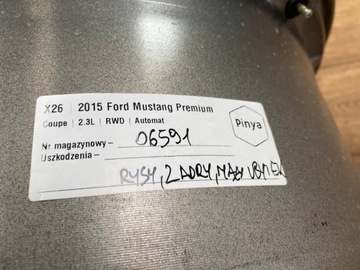 X26 | 2015 Ford Mustang Premium
Coupe | 2.3L | RWD | Automat
Pinya
Nr magazynowy – 06591
Uszkodzenia –
RYSY, ZADRY, MAŁY UBYTEK